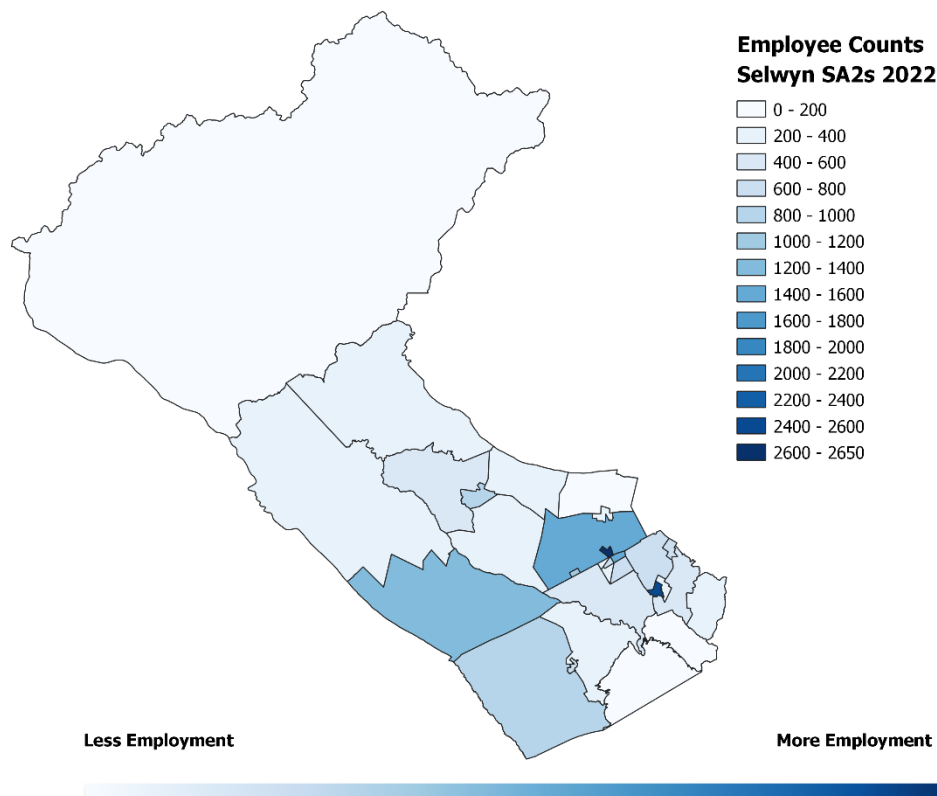 Employee Counts
Selwyn SA2s 2022
0 - 200
200 - 400
400 - 600
600 - 800
800 - 1000
1000 - 1200
1200 - 1400
1400 - 1600
1600 - 1800
1800 - 2000
2000 - 2200
2200 - 2400
2400 - 2600
2600 - 2650
Less Employment
More Employment